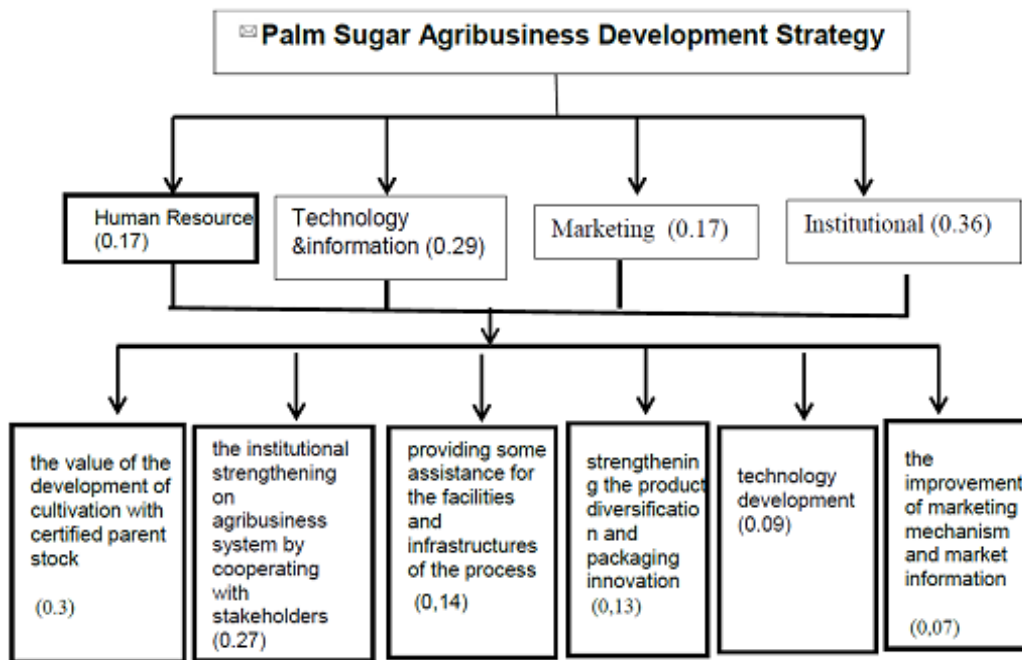 Palm Sugar Agribusiness Development Strategy
Human Resource
(0.17)
Technology
&information (0.29)
Marketing (0.17)
Institutional (0.36)
the value of the
development of
cultivation with
certified parent
stock
(0.3)
the institutional
strengthening
on
agribusiness
system by
cooperating
with
stakeholders
(0.27)
providing some
assistance for
the facilities
and
infrastructures
of the process
(0,14)
strengthenin
g the product
diversificatio
n and
packaging
innovation
(0,13)
technology
development
(0.09)
the
improvement
of marketing
mechanism
and market
information
(0,07)